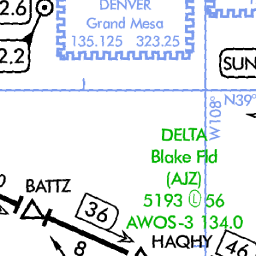 2.6
DENVER
Grand Mesa
135.125 323.25
2.2
SUN
N39°
W108°
DELTA
Blake Fld
(AJZ)
5193 Ⓛ 56
AWOS-3 134.0
BATTZ
36
HAQHY
46
8